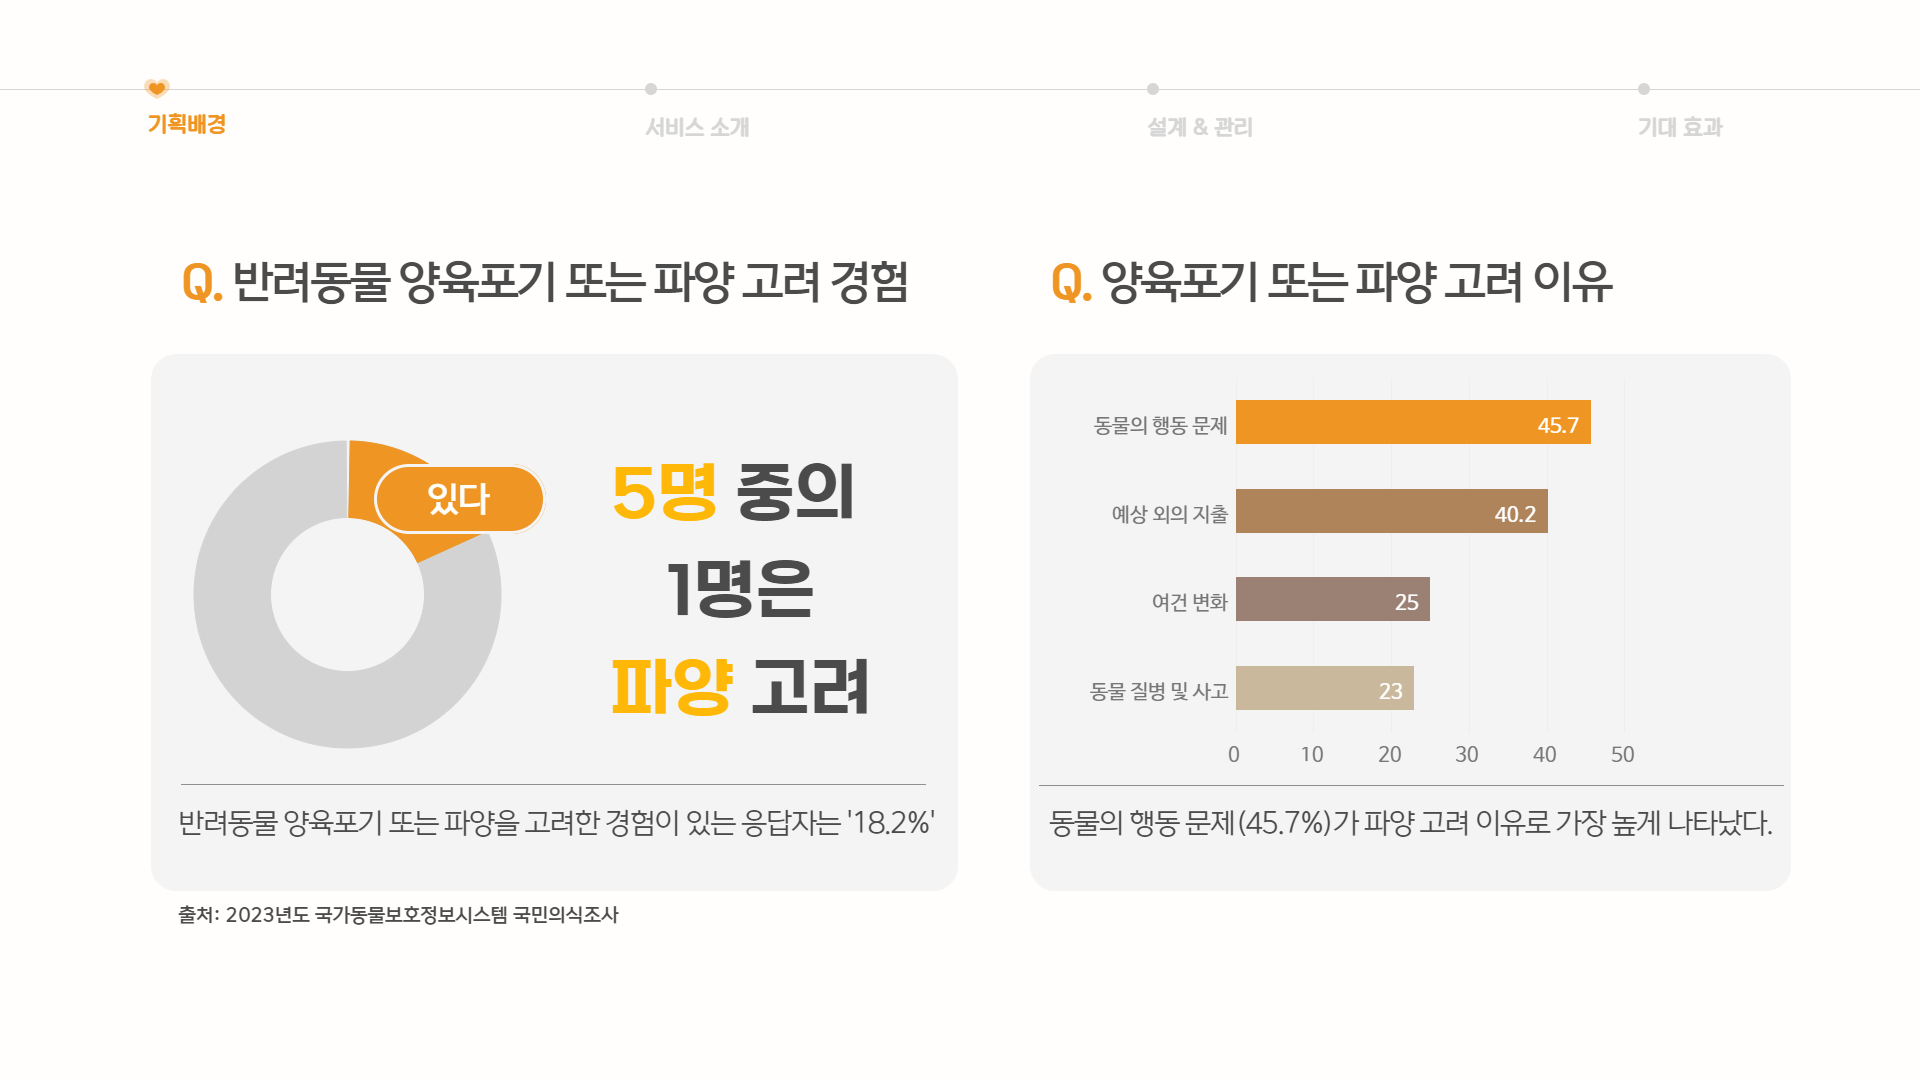 기획배경
서비스 소개
설계 & 관리
기대 효과
Q. 반려동물 양육포기 또는 파양 고려 경험
있다
5명 중의
1명은
파양 고려
반려동물 양육포기 또는 파양을 고려한 경험이 있는 응답자는 '18.2%'
출처: 2023년도 국가동물보호정보시스템 국민의식조사
Q. 양육포기 또는 파양 고려 이유
동물의 행동 문제 45.7
예상 외의 지출 40.2
여건 변화 25
동물 질병 및 사고 23
0 10 20 30 40 50
동물의 행동 문제(45.7%)가 파양 고려 이유로 가장 높게 나타났다.